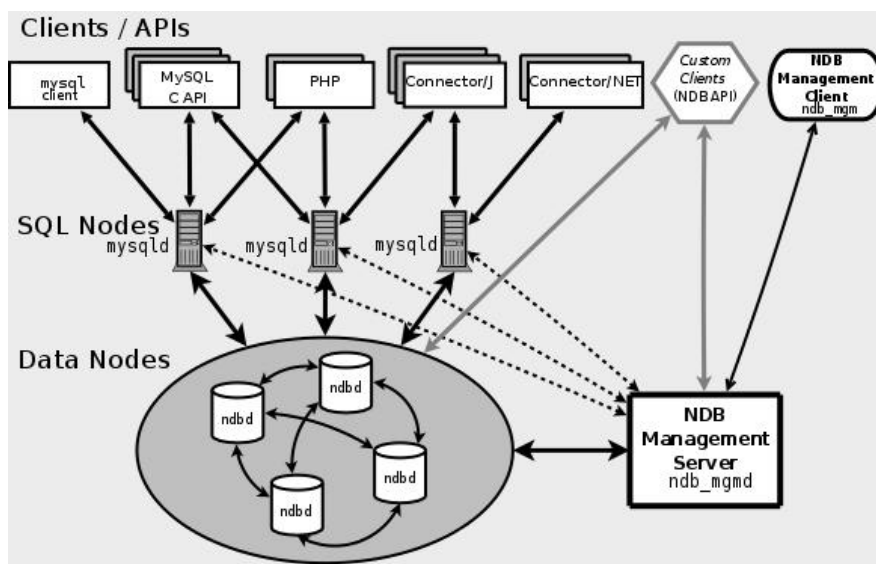 Clients / APIs
mysql
client
MySQL
C API
PHP
Connector/J
Connector/NET
Custom
Clients
(NDBAPI)
NDB
Management
Client
ndb_mgm
SQL Nodes
mysqld
mysqld
mysqld
Data Nodes
ndbd
ndbd
ndbd
ndbd
NDB
Management
Server
ndb_mgmd